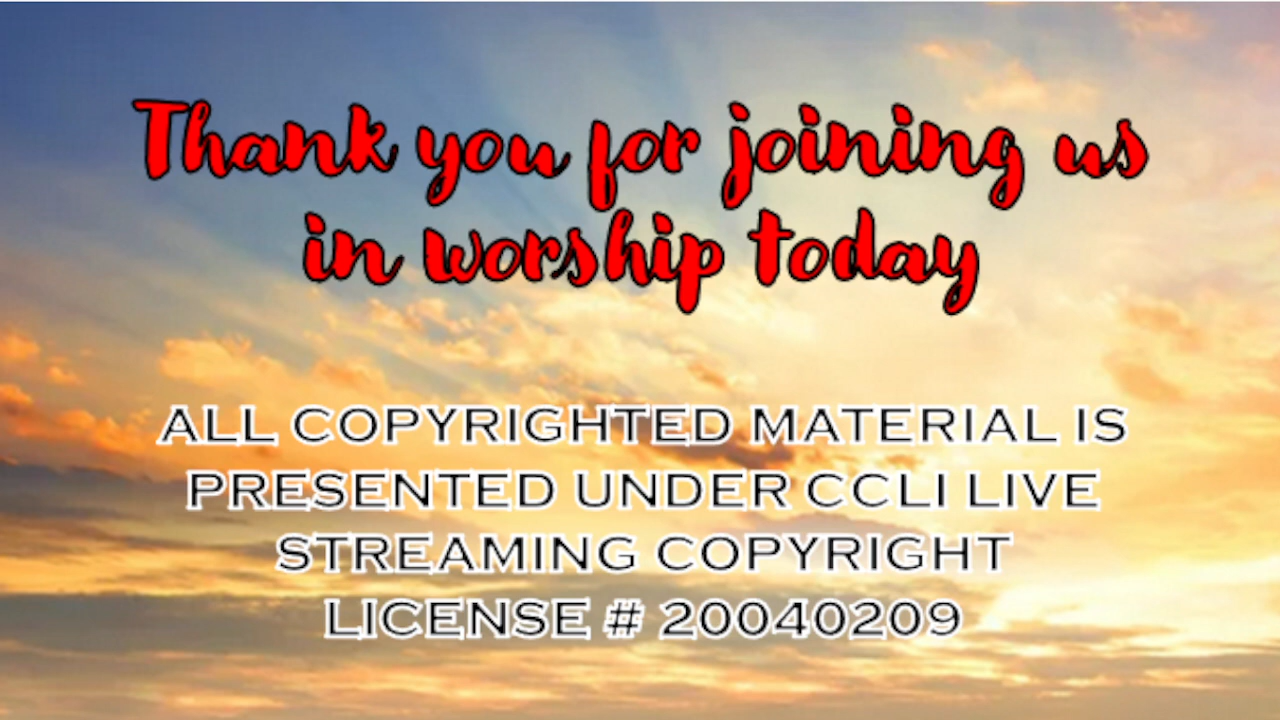 Thank you for joining us
in worship today
ALL COPYRIGHTED MATERIAL IS
PRESENTED UNDER CCLI LIVE
STREAMING COPYRIGHT
LICENSE # 20040209